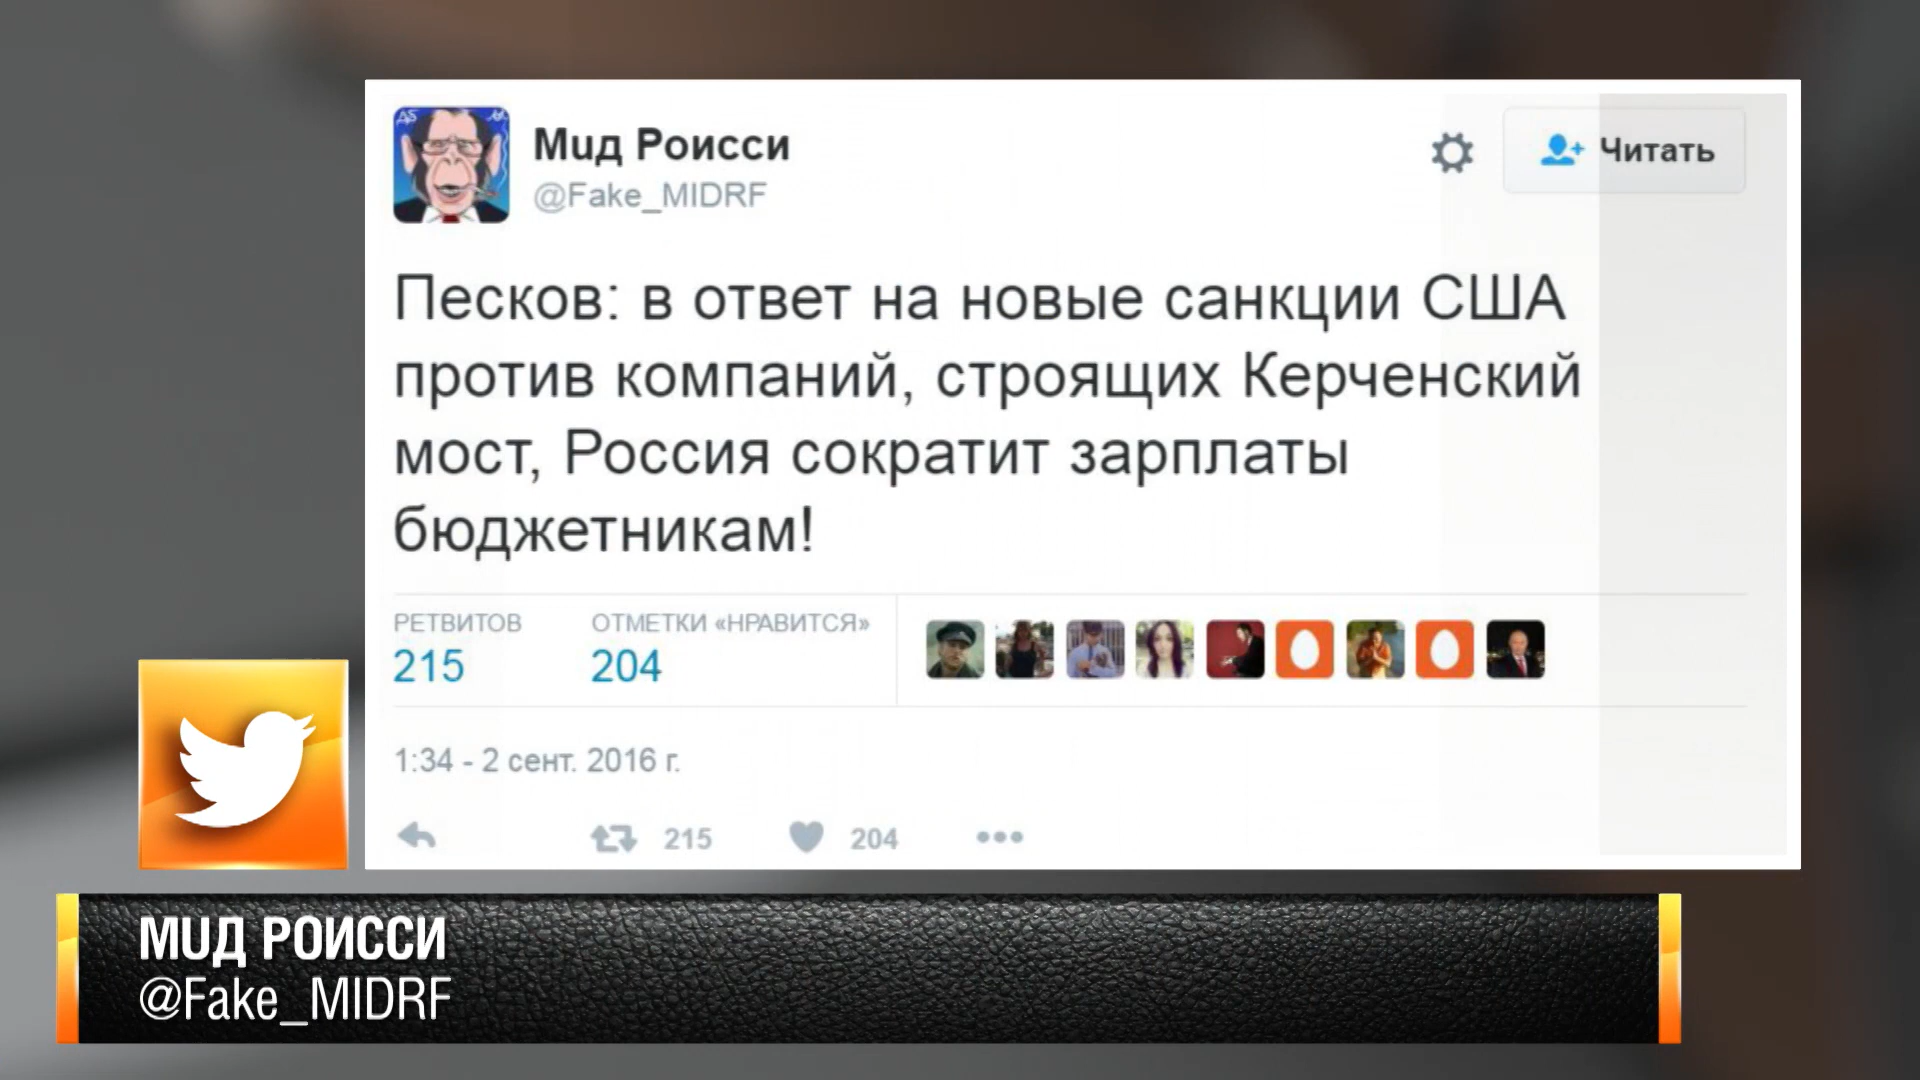 Мuд Роисси
@Fake_MIDRF
Читать
Песков: в ответ на новые санкции США
против компаний, строящих Керченский
мост, Россия сократит зарплаты
бюджетникам!
РЕТВИТОВ
215
ОТМЕТКИ «НРАВИТСЯ»
204
1:34 - 2 сент. 2016 г.
215
204
МUД РОИССИ
@Fake_MIDRF